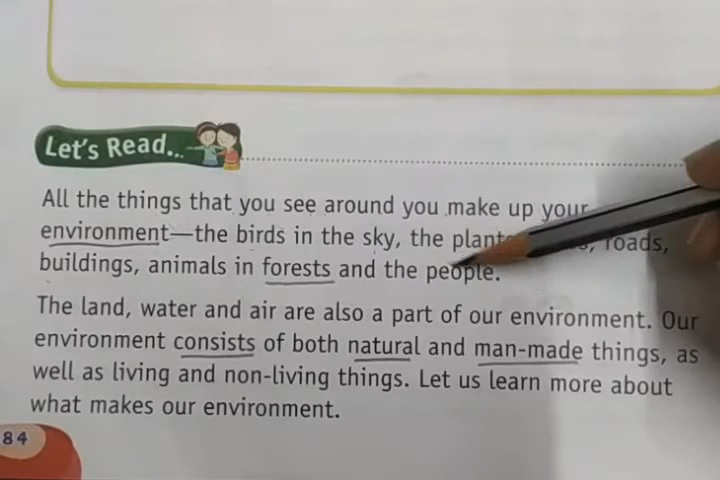 Let's Read...
All the things that you see around you make up your
environment—the birds in the sky, the plants, roads,
buildings, animals in forests and the people.
The land, water and air are also a part of our environment. Our
environment consists of both natural and man-made things, as
well as living and non-living things. Let us learn more about
what makes our environment.
84